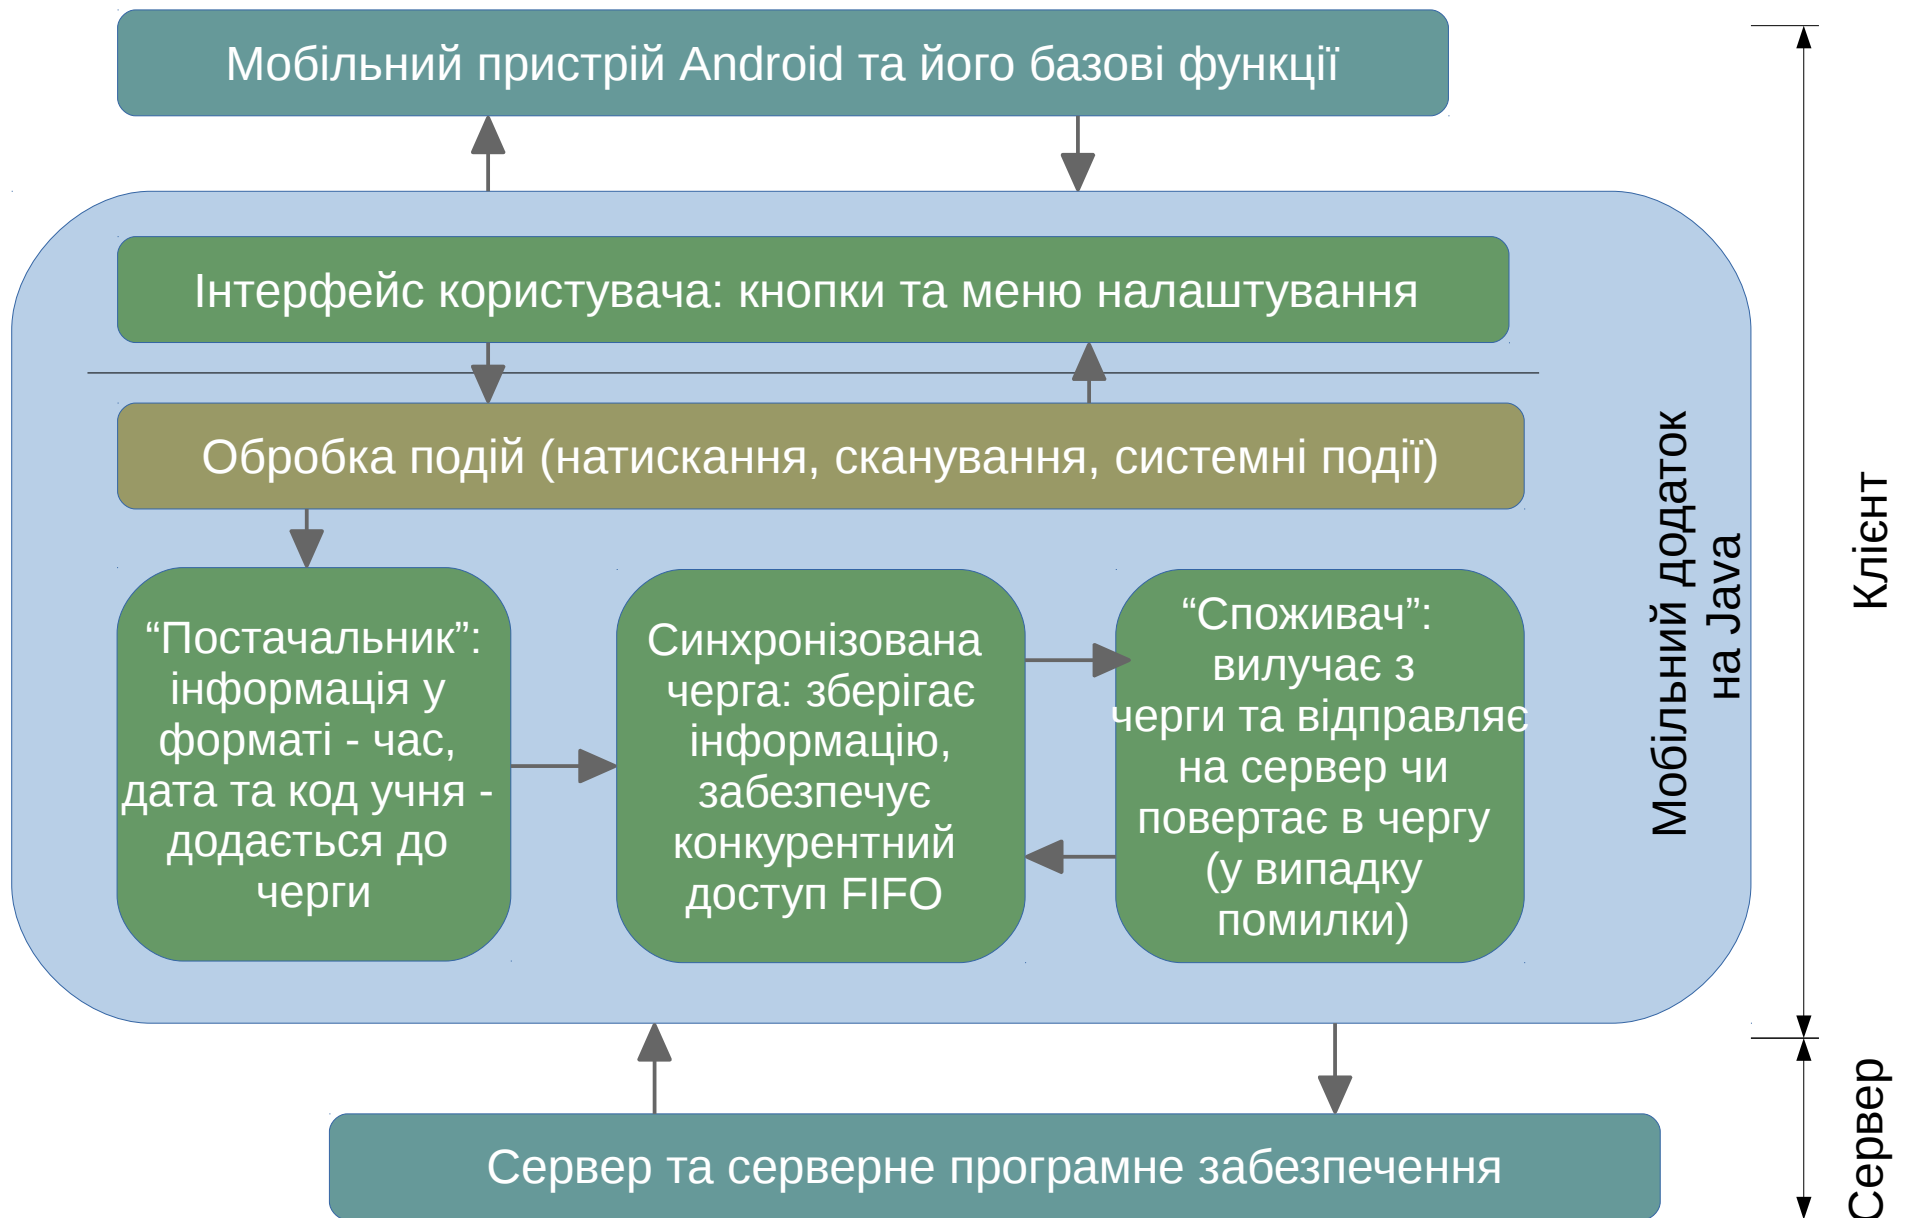 Мобільний пристрій Android та його базові функції
Інтерфейс користувача: кнопки та меню налаштування
Обробка подій (натискання, сканування, системні події)
“Постачальник”:
інформація у
форматі - час,
дата та код учня -
додається до
черги
Синхронізована
черга: зберігає
інформацію,
забезпечує
конкурентний
доступ FIFO
“Споживач”:
вилучає з
черги та відправляє
на сервер чи
повертає в чергу
(у випадку
помилки)
Мобільний додаток
на Java
Клієнт
Сервер та серверне програмне забезпечення
Сервер